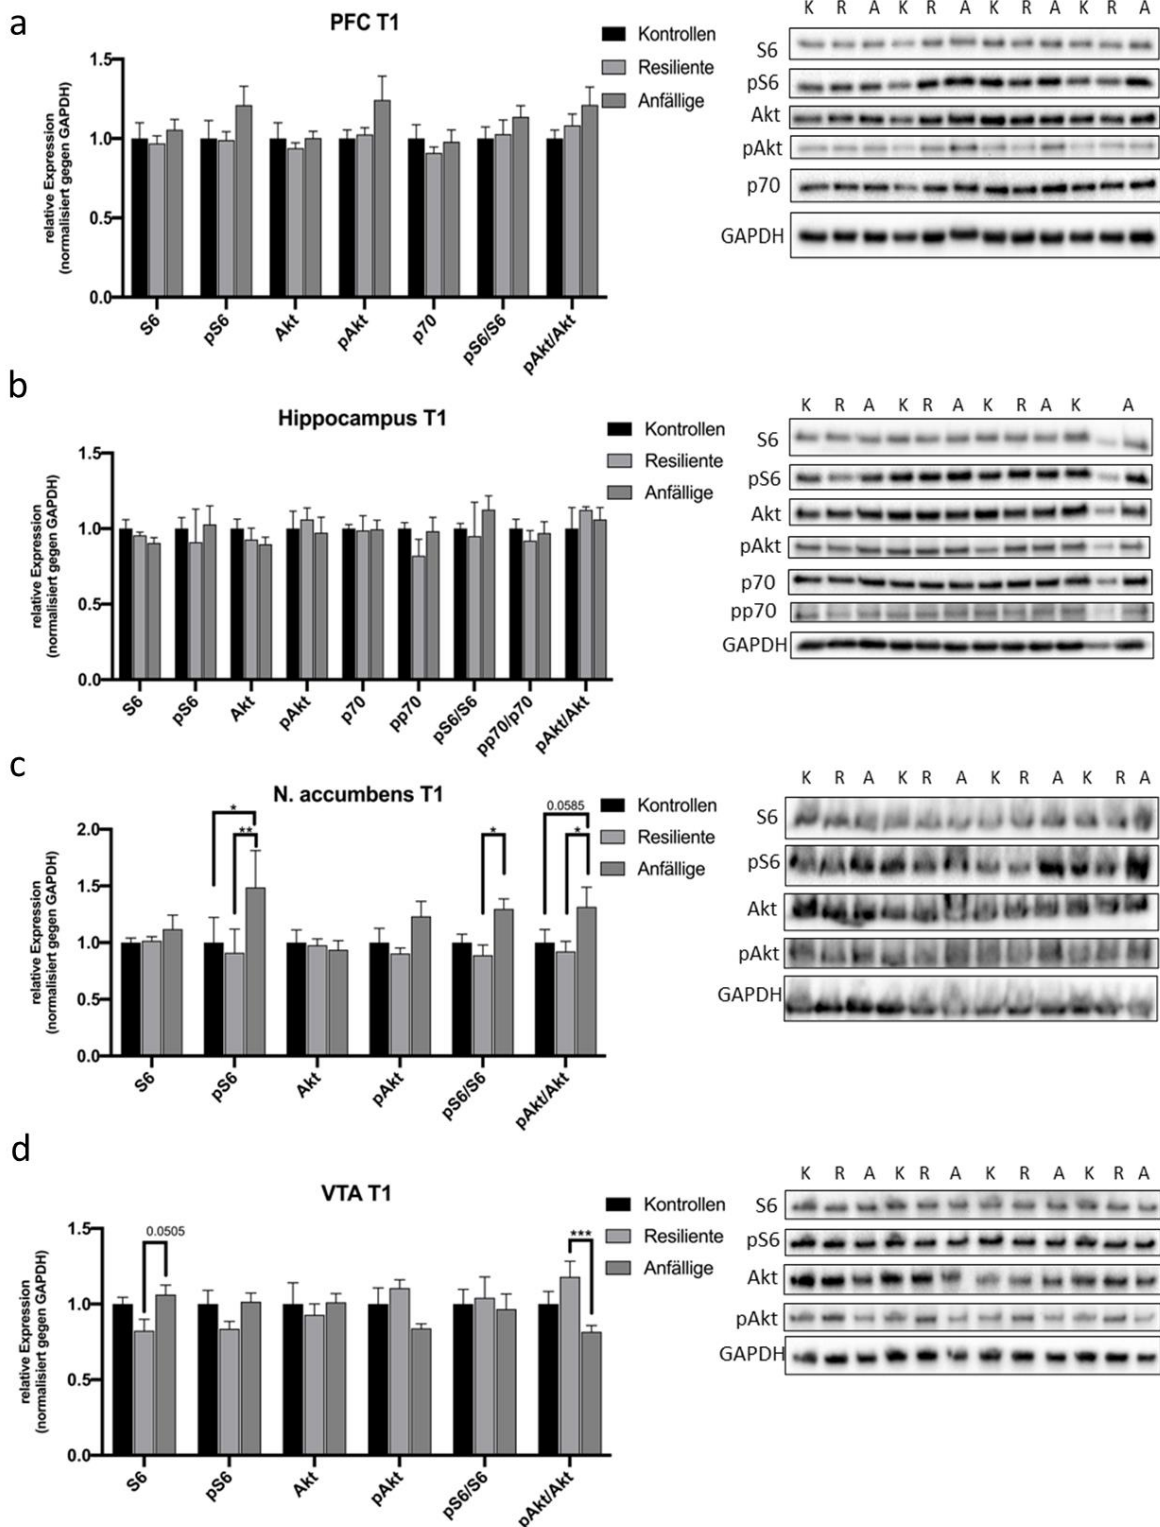 a
PFC T1
relative Expression
(normalisiert gegen GAPDH)
1.5
1.0
0.5
0.0
S6 pS6 Akt pAkt p70 pS6/S6 pAkt/Akt
Kontrollen
Resiliente
Anfällige
K R A K R A K R A K R A
S6
pS6
Akt
pAkt
p70
GAPDH
b
Hippocampus T1
relative Expression
(normalisiert gegen GAPDH)
1.5
1.0
0.5
0.0
S6 pS6 Akt pAkt p70 pp70 pS6/S6 pp70/p70 pAkt/Akt
Kontrollen
Resiliente
Anfällige
K R A K R A K R A K A
S6
pS6
Akt
pAkt
p70
pp70
GAPDH
c
N. accumbens T1
relative Expression
(normalisiert gegen GAPDH)
2.0
1.5
1.0
0.5
0.0
* ** * 0.0585 *
S6 pS6 Akt pAkt pS6/S6 pAkt/Akt
Kontrollen
Resiliente
Anfällige
K R A K R A K R A K R A
S6
pS6
Akt
pAkt
GAPDH
d
VTA T1
relative Expression
(normalisiert gegen GAPDH)
1.5
1.0
0.5
0.0
0.0505 ***
S6 pS6 Akt pAkt pS6/S6 pAkt/Akt
Kontrollen
Resiliente
Anfällige
K R A K R A K R A K R A
S6
pS6
Akt
pAkt
GAPDH